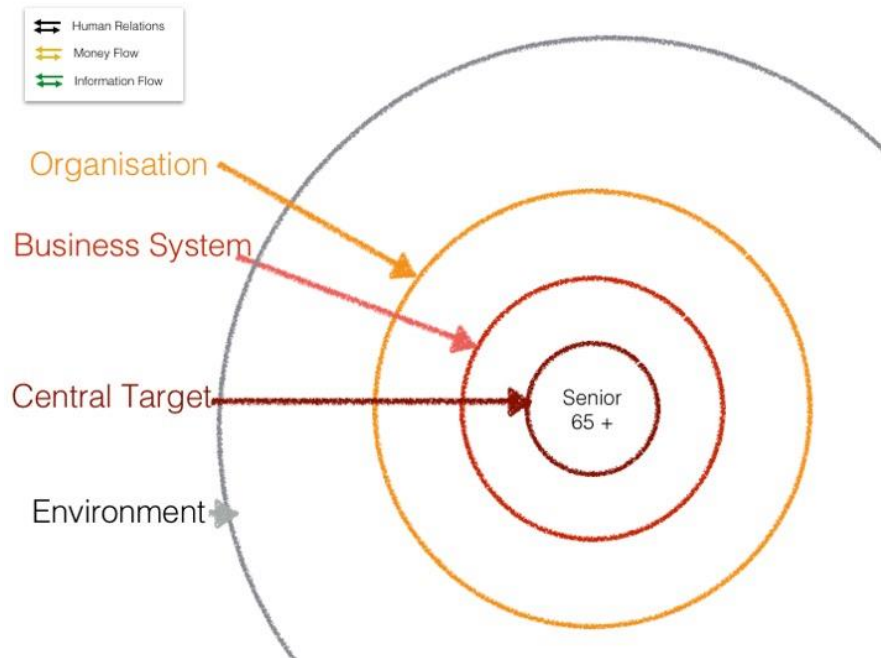 Human Relations
Money Flow
Information Flow
Organisation
Business System
Central Target
Senior
65 +
Environment